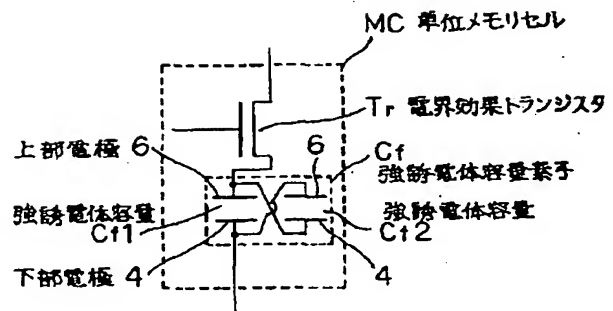 MC 単位メモリセル
Tr 電界効果トランジスタ
上部電極 6
6
Cf
強誘電体容量素子
強誘電体容量
Cf1
強誘電体容量
Cf2
下部電極 4
4